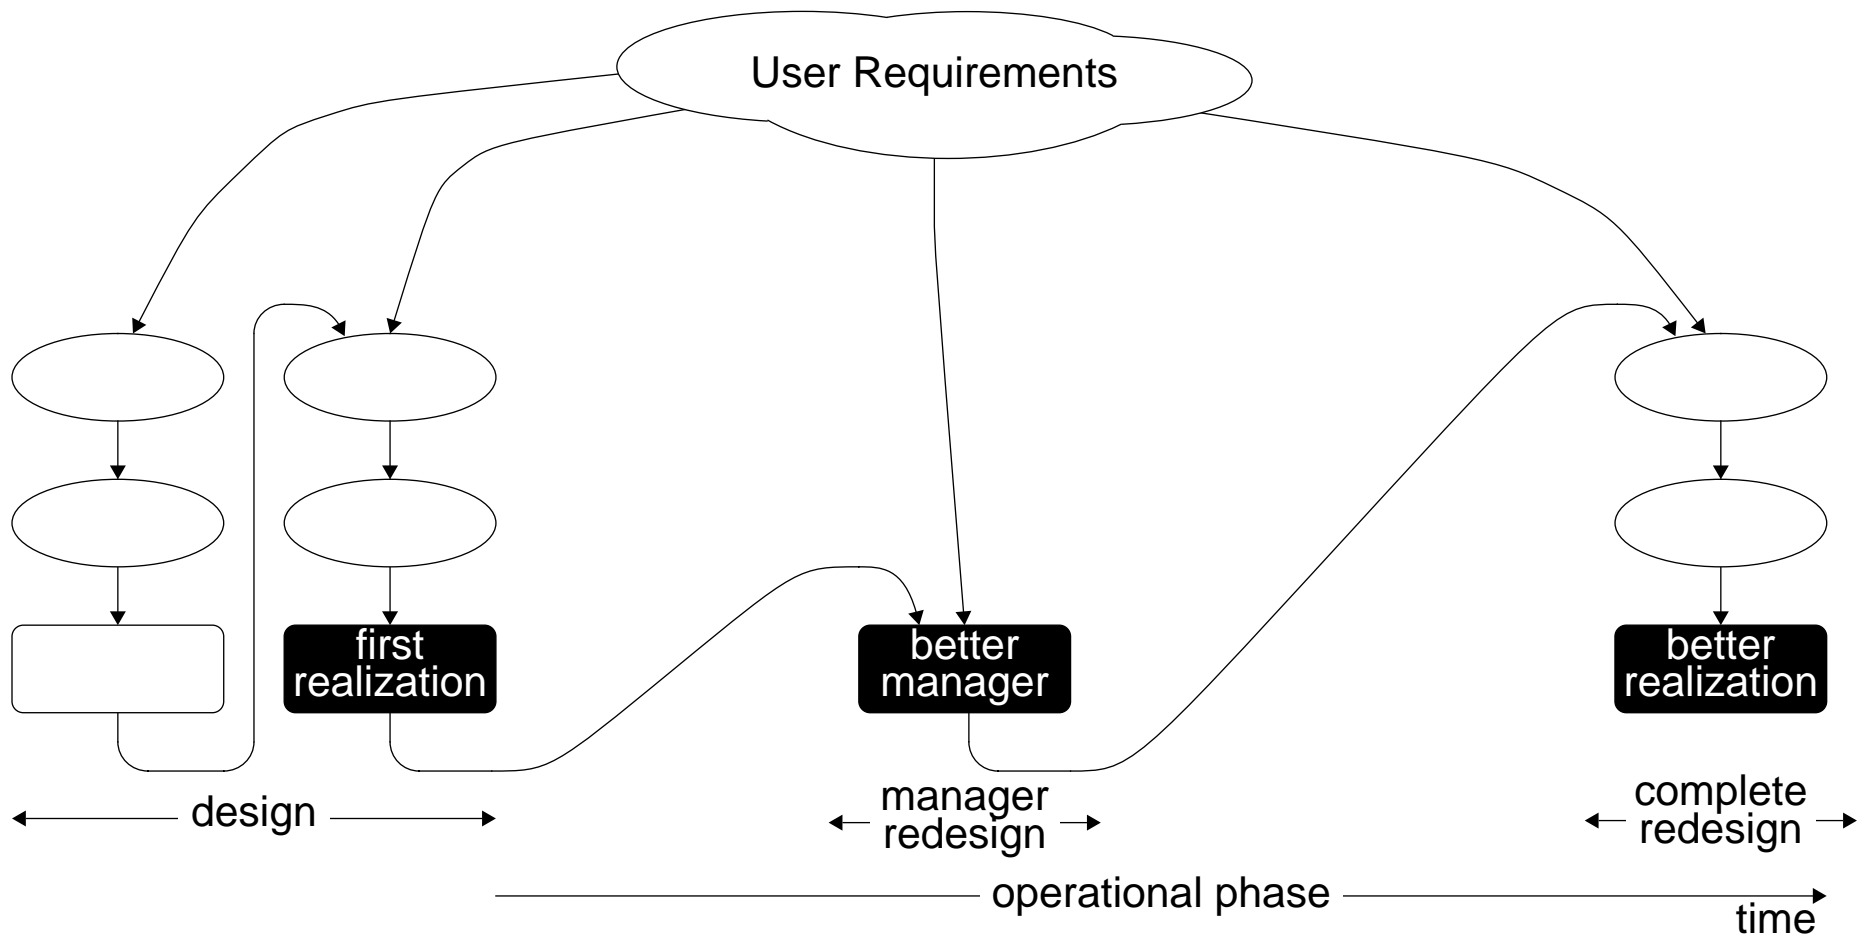 User Requirements
first
realization
better
manager
better
realization
design
manager
redesign
complete
redesign
operational phase
time